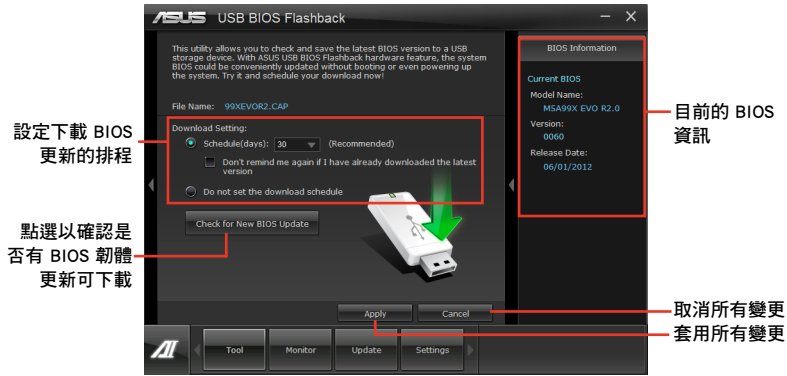 ASUS USB BIOS Flashback
This utility allows you to check and save the latest BIOS version to a USB
storage device. With ASUS USB BIOS Flashback hardware feature, the system
BIOS could be conveniently updated without booting or even powering up
the system. Try it and schedule your download now!
File Name: 99XEVOR2.CAP
Download Setting:
Schedule(days): 30 (Recommended)
Don't remind me again if I have already downloaded the latest
version
Do not set the download schedule
Check for New BIOS Update
Apply
Cancel
BIOS Information
Current BIOS
Model Name:
M5A99X EVO R2.0
Version:
0060
Release Date:
06/01/2012
Tool
Monitor
Update
Settings
設定下載 BIOS
更新的排程
點選以確認是
否有 BIOS 韌體
更新可下載
目前的 BIOS
資訊
取消所有變更
套用所有變更